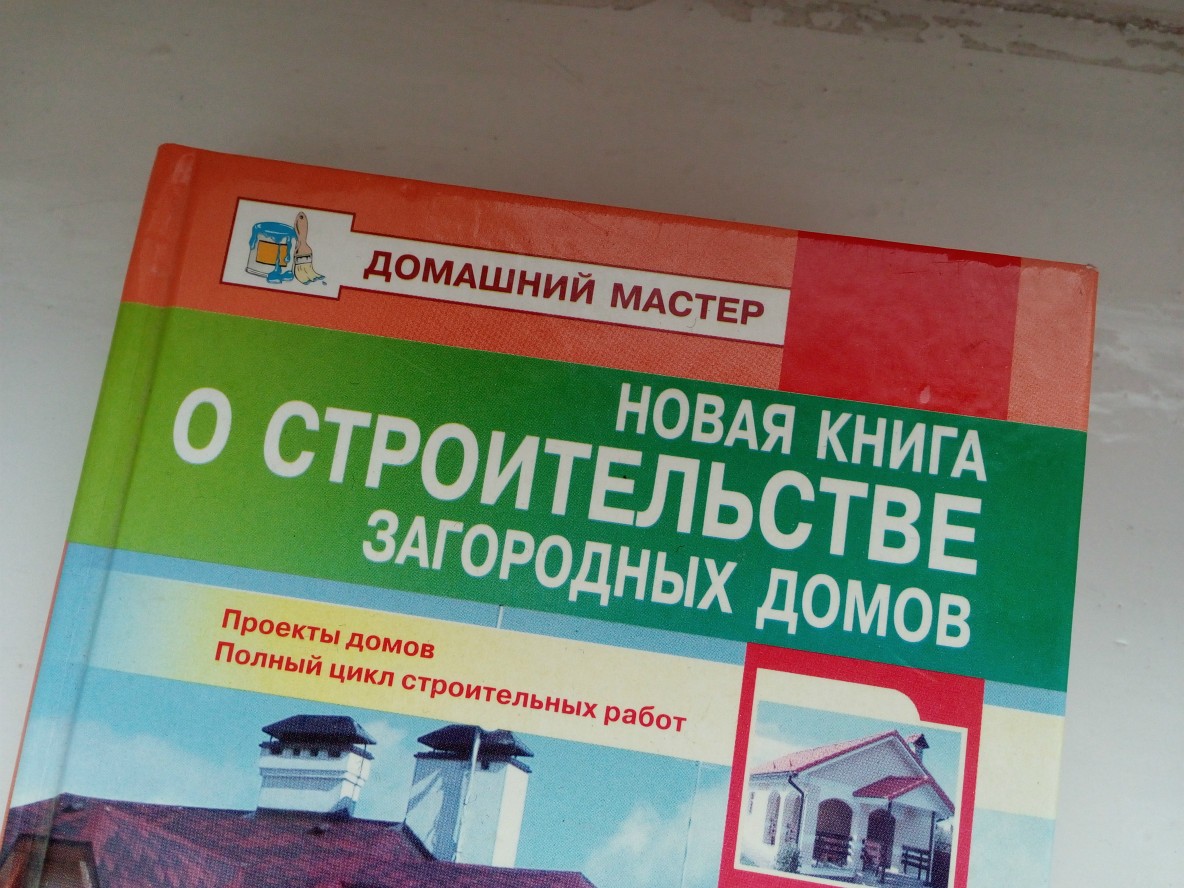 ДОМАШНИЙ МАСТЕР
НОВАЯ КНИГА
О СТРОИТЕЛЬСТВЕ
ЗАГОРОДНЫХ ДОМОВ
Проекты домов
Полный цикл строительных работ